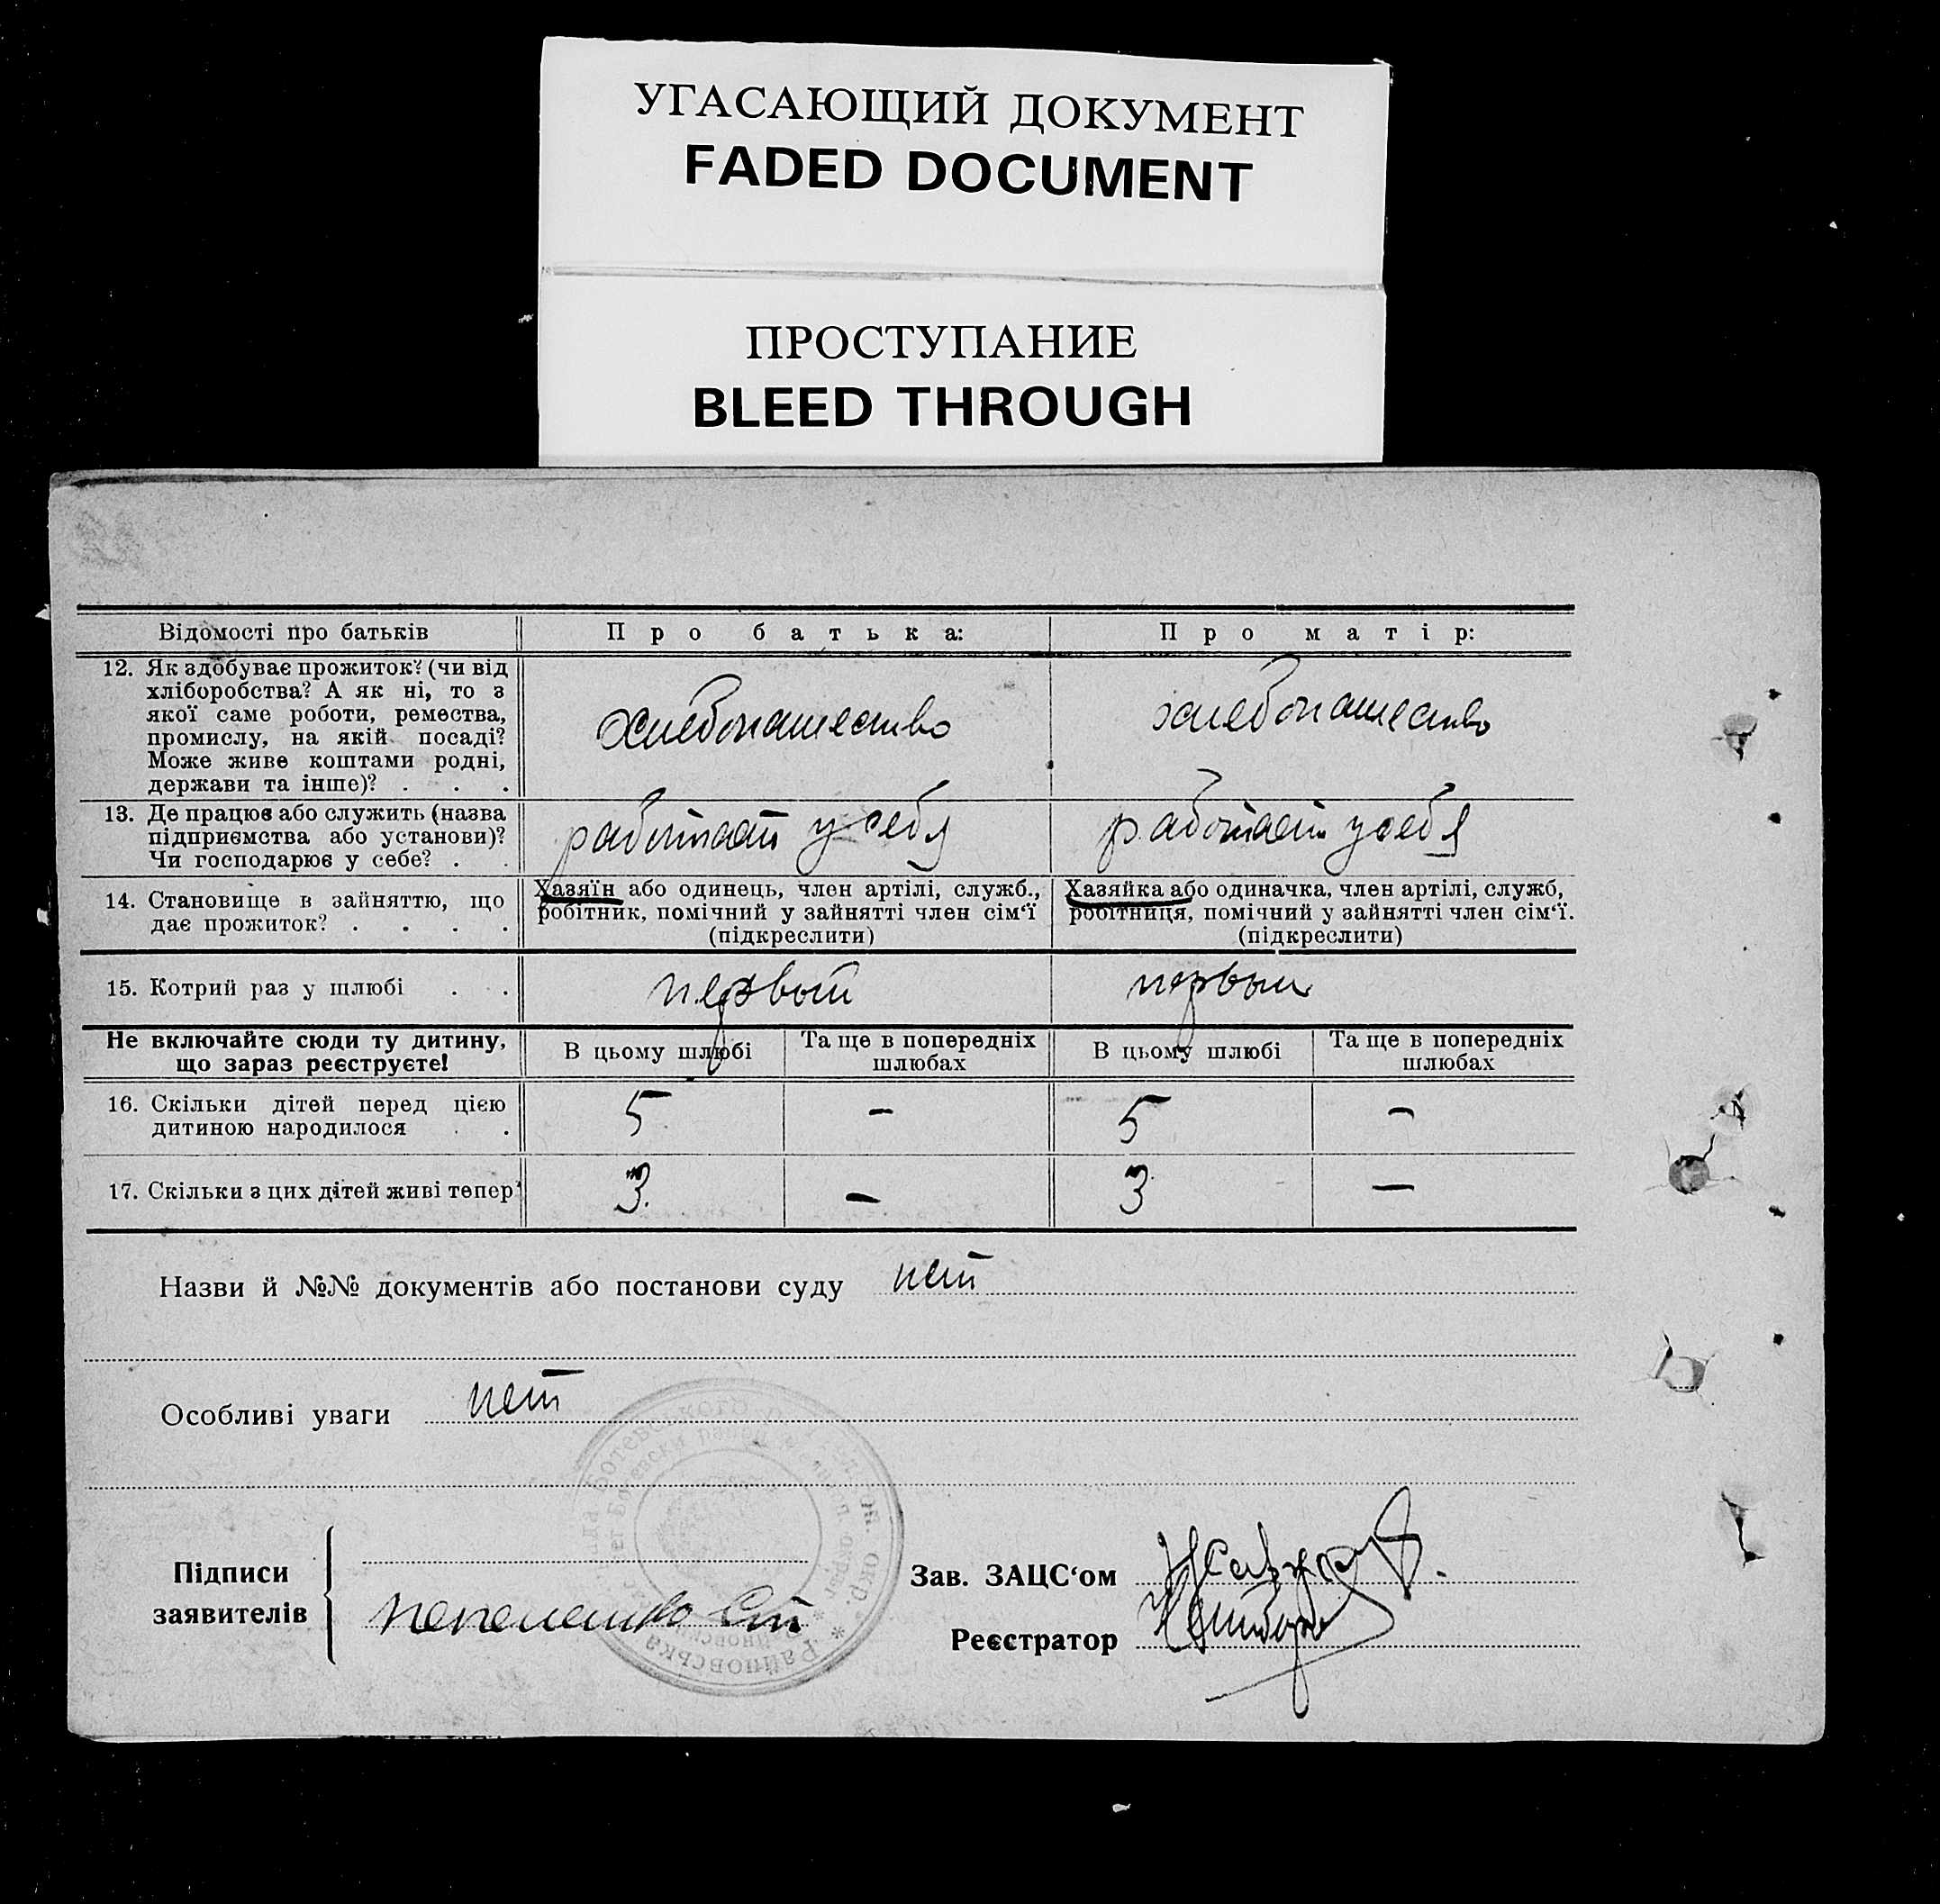 УГАСАЮЩИЙ ДОКУМЕНТ
FADED DOCUMENT
ПРОСТУПАНИЕ
BLEED THROUGH
Відомості про батьків
Про батька:
Про матір:
12. Як здобуває прожиток? (чи від
хліборобства? А як ні, то з
якої саме роботи, ремества,
промислу, на якій посаді?
Може живе коштами родні,
держави та інше)? . . .
хлебопашество
хлебопашество
13. Де працює або служить (назва
підприємства або установи)?
Чи господарює у себе? . .
работает у себя
работает у себя
14. Становище в зайняттю, що
дає прожиток? . . . .
Хазяїн або одинець, член артілі, служб.,
робітник, помічний у зайнятті член сім'ї
(підкреслити)
Хазяйка або одиначка, член артілі, служб,
робітниця, помічний у зайнятті член сім'ї.
(підкреслити)
15. Котрий раз у шлюбі . .
первый
первый
Не включайте сюди ту дитину,
що зараз реєструєте!
В цьому шлюбі
Та ще в попередніх
шлюбах
В цьому шлюбі
Та ще в попередніх
шлюбах
16. Скільки дітей перед цією
дитиною народилося . .
5
–
5
–
17. Скільки з цих дітей живі тепер?
3.
–
3
–
Назви й №№ документів або постанови суду нет
Особливі уваги нет
Підписи
заявителів
Зав. ЗАЦС'ом
Реєстратор
Райповська